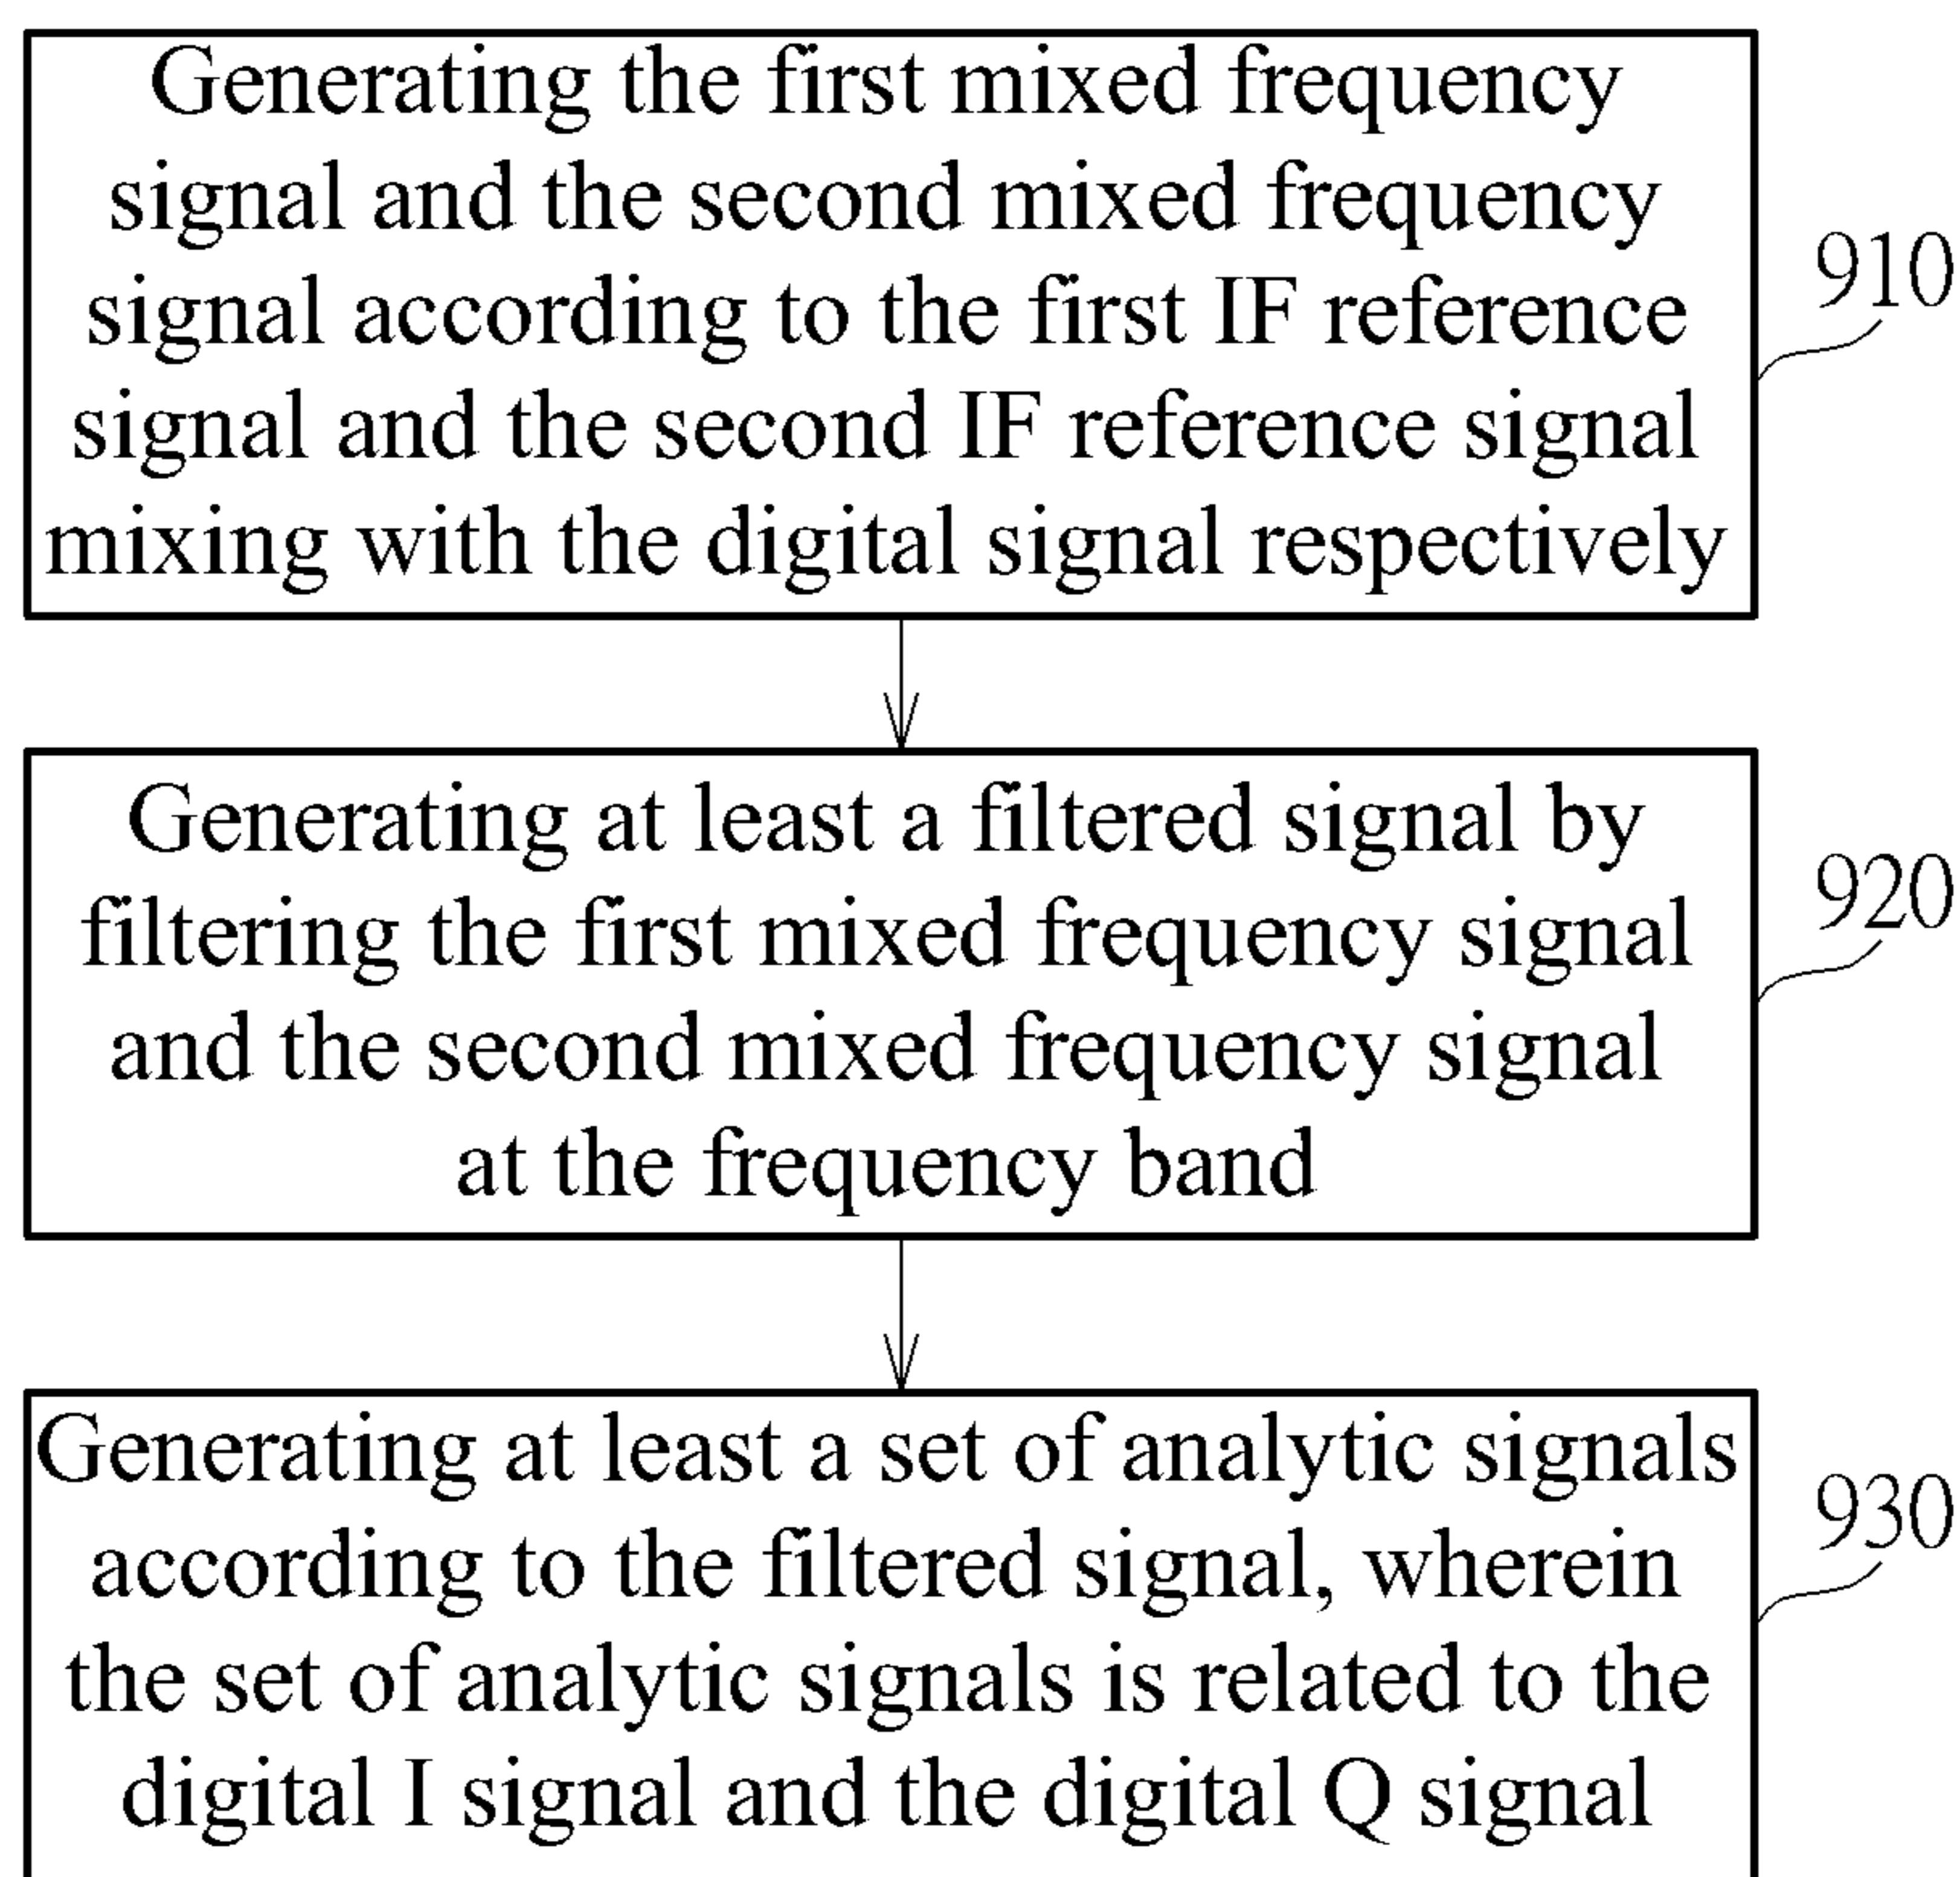 Generating the first mixed frequency
signal and the second mixed frequency
signal according to the first IF reference
signal and the second IF reference signal
mixing with the digital signal respectively
910
Generating at least a filtered signal by
filtering the first mixed frequency signal
and the second mixed frequency signal
at the frequency band
920
Generating at least a set of analytic signals
according to the filtered signal, wherein
the set of analytic signals is related to the
digital I signal and the digital Q signal
930